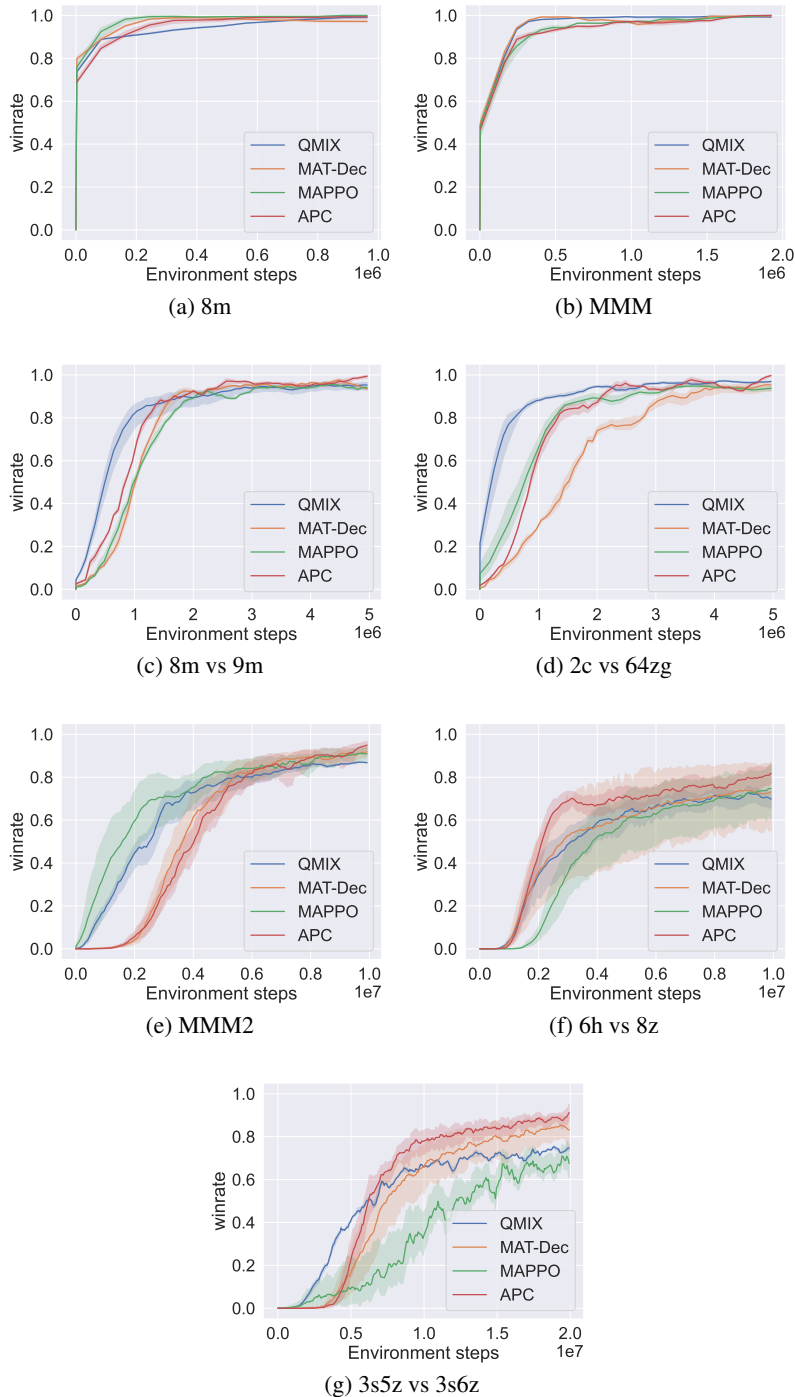 1.0
0.8
0.6
0.4
0.2
0.0
winrate
QMIX
MAT-Dec
MAPPO
APC
0.0 0.2 0.4 0.6 0.8 1.0
Environment steps 1e6
(a) 8m
1.0
0.8
0.6
0.4
0.2
0.0
winrate
QMIX
MAT-Dec
MAPPO
APC
0.0 0.5 1.0 1.5 2.0
Environment steps 1e6
(b) MMM
1.0
0.8
0.6
0.4
0.2
0.0
winrate
QMIX
MAT-Dec
MAPPO
APC
0 1 2 3 4 5
Environment steps 1e6
(c) 8m vs 9m
1.0
0.8
0.6
0.4
0.2
0.0
winrate
QMIX
MAT-Dec
MAPPO
APC
0 1 2 3 4 5
Environment steps 1e6
(d) 2c vs 64zg
1.0
0.8
0.6
0.4
0.2
0.0
winrate
QMIX
MAT-Dec
MAPPO
APC
0.0 0.2 0.4 0.6 0.8 1.0
Environment steps 1e7
(e) MMM2
1.0
0.8
0.6
0.4
0.2
0.0
winrate
QMIX
MAT-Dec
MAPPO
APC
0.0 0.2 0.4 0.6 0.8 1.0
Environment steps 1e7
(f) 6h vs 8z
1.0
0.8
0.6
0.4
0.2
0.0
winrate
QMIX
MAT-Dec
MAPPO
APC
0.0 0.5 1.0 1.5 2.0
Environment steps 1e7
(g) 3s5z vs 3s6z